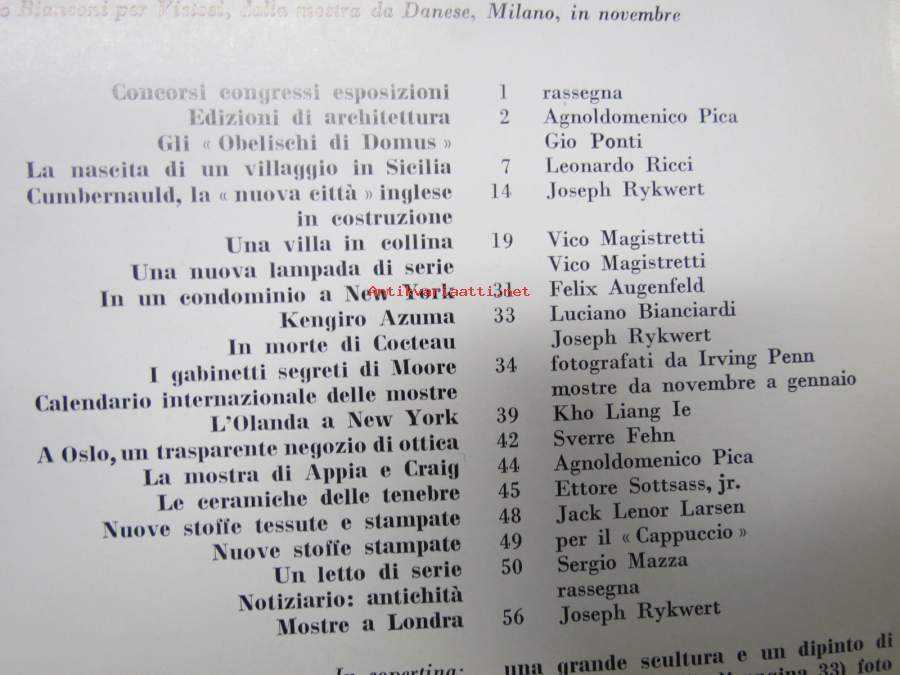 Bianconi per Vistosi, dalla mostra da Danese, Milano, in novembre
Concorsi congressi esposizioni 1 rassegna
Edizioni di architettura 2 Agnoldomenico Pica
Gli « Obelischi di Domus » Gio Ponti
La nascita di un villaggio in Sicilia 7 Leonardo Ricci
Cumbernauld, la « nuova città » inglese 14 Joseph Rykwert
in costruzione
Una villa in collina 19 Vico Magistretti
Una nuova lampada di serie Vico Magistretti
In un condominio a New York 31 Felix Augenfeld
Antikvariaatti.net
Kengiro Azuma 33 Luciano Bianciardi
In morte di Cocteau Joseph Rykwert
I gabinetti segreti di Moore 34 fotografati da Irving Penn
Calendario internazionale delle mostre mostre da novembre a gennaio
L'Olanda a New York 39 Kho Liang Ie
A Oslo, un trasparente negozio di ottica 42 Sverre Fehn
La mostra di Appia e Craig 44 Agnoldomenico Pica
Le ceramiche delle tenebre 45 Ettore Sottsass, jr.
Nuove stoffe tessute e stampate 48 Jack Lenor Larsen
Nuove stoffe stampate 49 per il « Cappuccio »
Un letto di serie 50 Sergio Mazza
Notiziario: antichità rassegna
Mostre a Londra 56 Joseph Rykwert
In copertina: una grande scultura e un dipinto di
pagina 33) foto